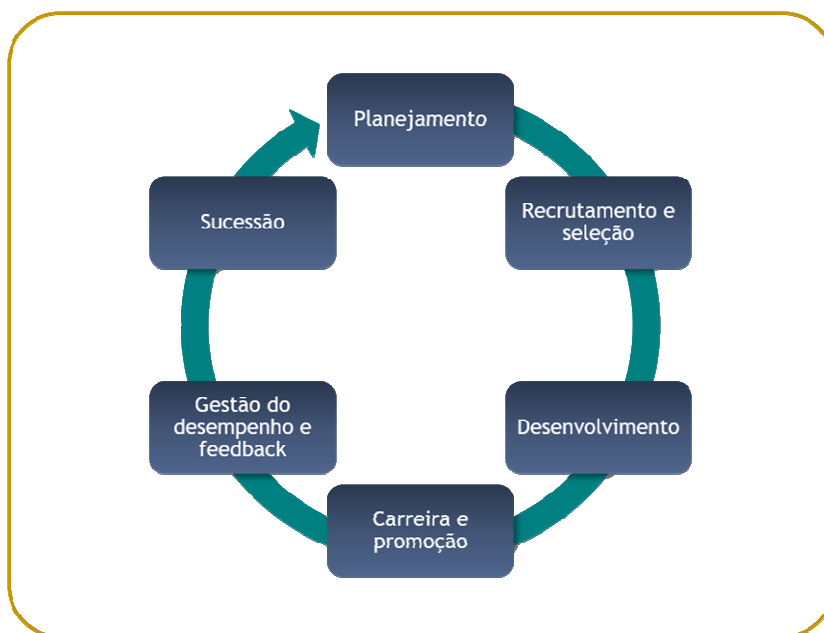 Planejamento
Recrutamento e
seleção
Desenvolvimento
Carreira e
promoção
Gestão do
desempenho e
feedback
Sucessão